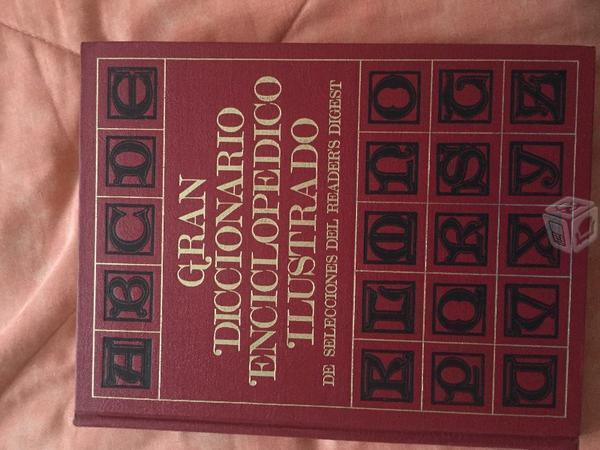 A B C D E
GRAN
DICCIONARIO
ENCICLOPEDICO
ILUSTRADO
DE SELECCIONES DEL READER'S DIGEST
K L M N O
P Q R S T
U V X Y Z